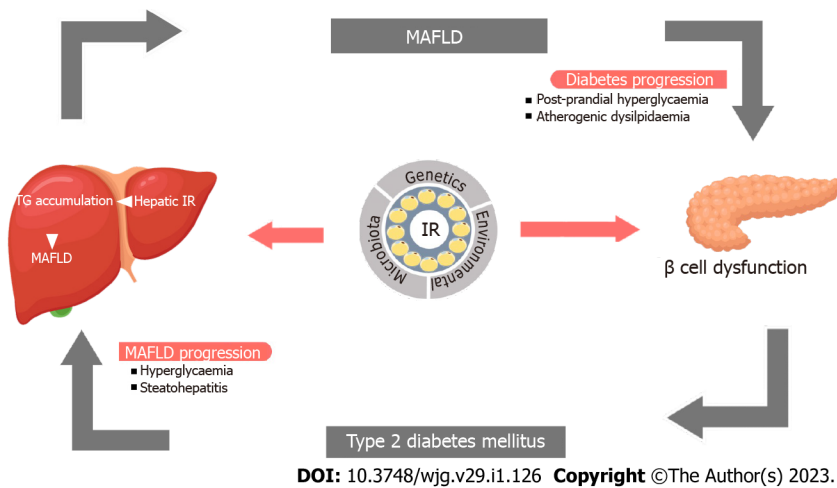 MAFLD
Diabetes progression
▪ Post-prandial hyperglycaemia
▪ Atherogenic dysilpidaemia
Genetics
Microbiota
Environmental
IR
TG accumulation
Hepatic IR
MAFLD
β cell dysfunction
MAFLD progression
▪ Hyperglycaemia
▪ Steatohepatitis
Type 2 diabetes mellitus
DOI: 10.3748/wjg.v29.i1.126 Copyright ©The Author(s) 2023.